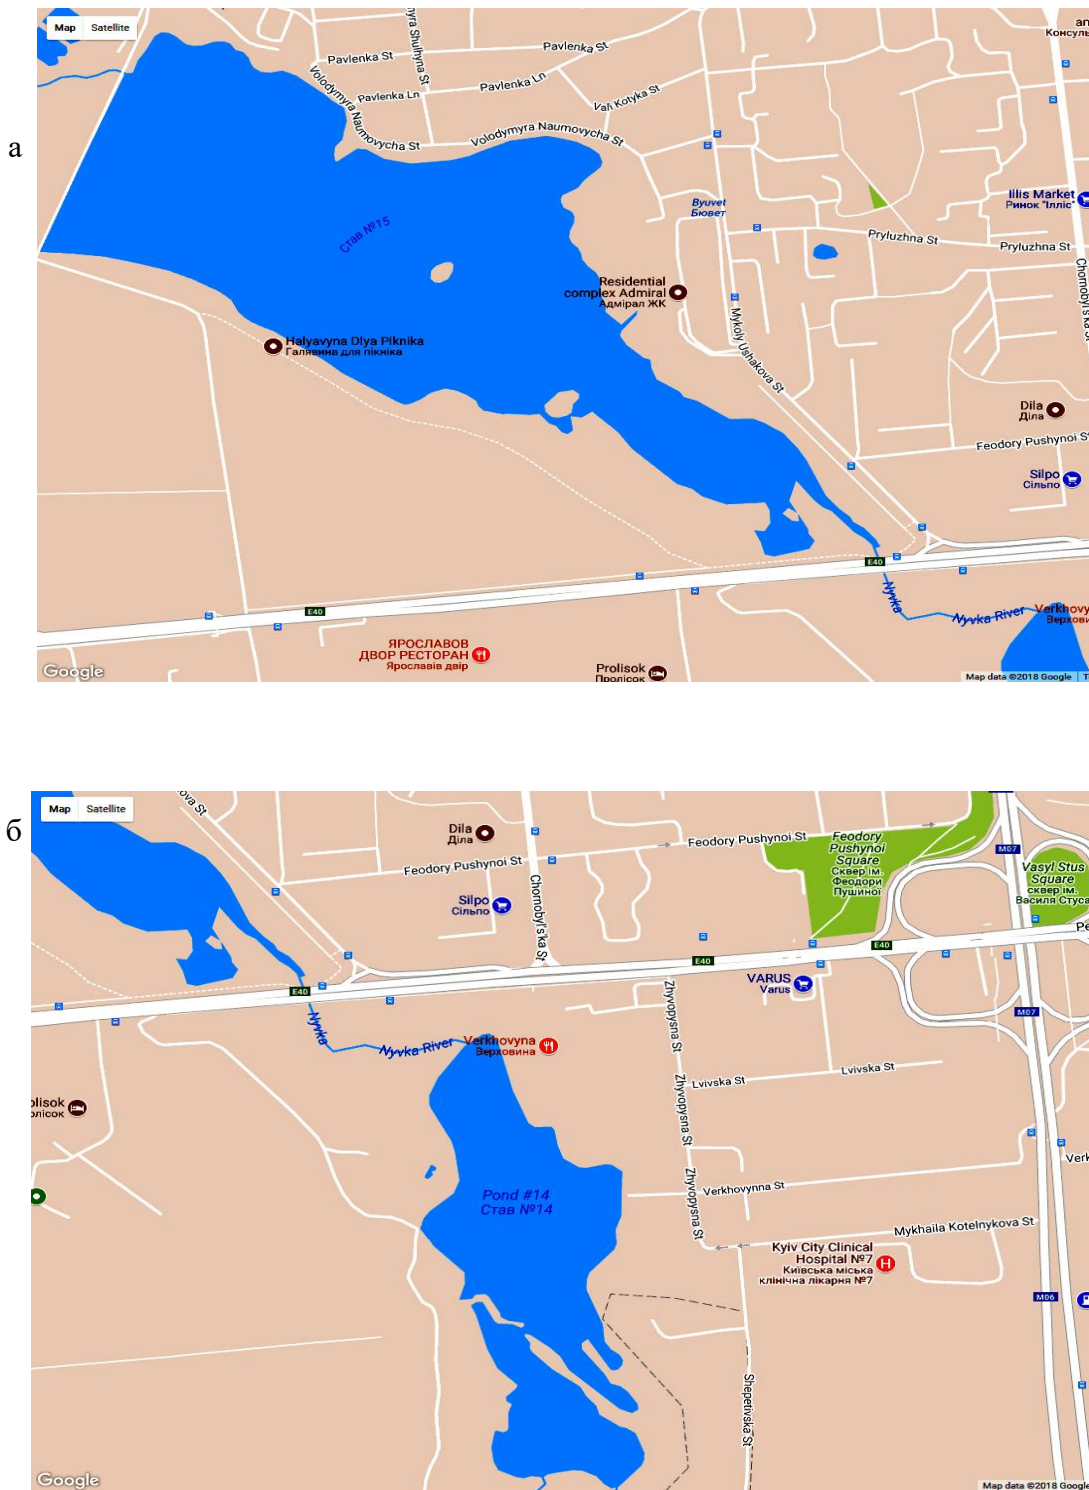 а
Map Satellite
Pavlenka St
Pavlenka St
Pavlenka Ln
Pavlenka Ln
Vali Kotyka St
Volodymyra Naumovycha St
Volodymyra Naumovycha St
Консуль
Став №15
Byuvet
Бювет
Illis Market
Ринок "Ілліс"
Pryluzhna St
Pryluzhna St
Residential
complex Admiral
Адмірал ЖК
Halyavyna Dlya Piknika
Галявина для пікніка
Mykoly Ushakova St
Dila
Діла
Feodory Pushynoi St
Silpo
Сільпо
E40
E40
Nyvka
Nyvka River
ЯРОСЛАВОВ
ДВОР РЕСТОРАН
Ярославів двір
Prolisok
Пролісок
Google
Map data ©2018 Google
б
Map Satellite
Dila
Діла
Feodory Pushynoi St
Feodory Pushynoi St
Feodory
Pushynoi
Square
Сквер ім.
Феодори
Пушиної
M07
Vasyl Stus
Square
сквер ім.
Василя Стуса
Silpo
Сільпо
Chornobyl's'ka St
E40
E40
E40
VARUS
Varus
M07
Nyvka
Nyvka River
Verkhovyna
Верховина
Zhyvopysna St
Zhyvopysna St
Zhyvopysna St
Lvivska St
Lvivska St
Pond #14
Став №14
Verkhovynna St
Mykhaila Kotelnykova St
Kyiv City Clinical
Hospital №7
Київська міська
клінічна лікарня №7
M06
Shepetivska St
Google
Map data ©2018 Google